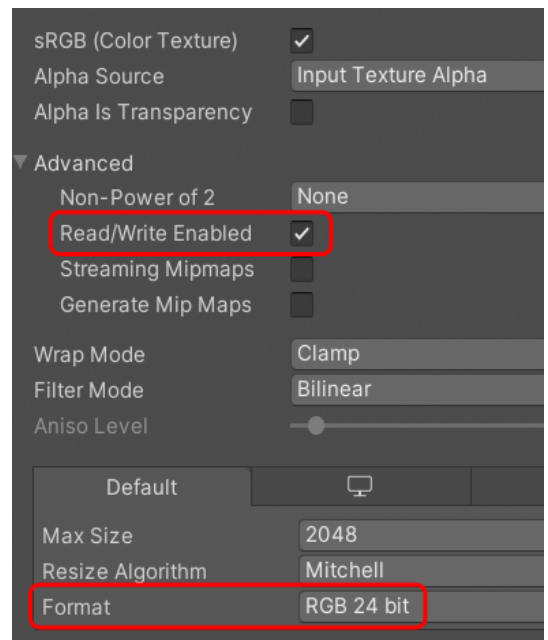 sRGB (Color Texture)
Alpha Source Input Texture Alpha
Alpha Is Transparency
Advanced
Non-Power of 2 None
Read/Write Enabled
Streaming Mipmaps
Generate Mip Maps
Wrap Mode Clamp
Filter Mode Bilinear
Aniso Level
Default
Max Size 2048
Resize Algorithm Mitchell
Format RGB 24 bit